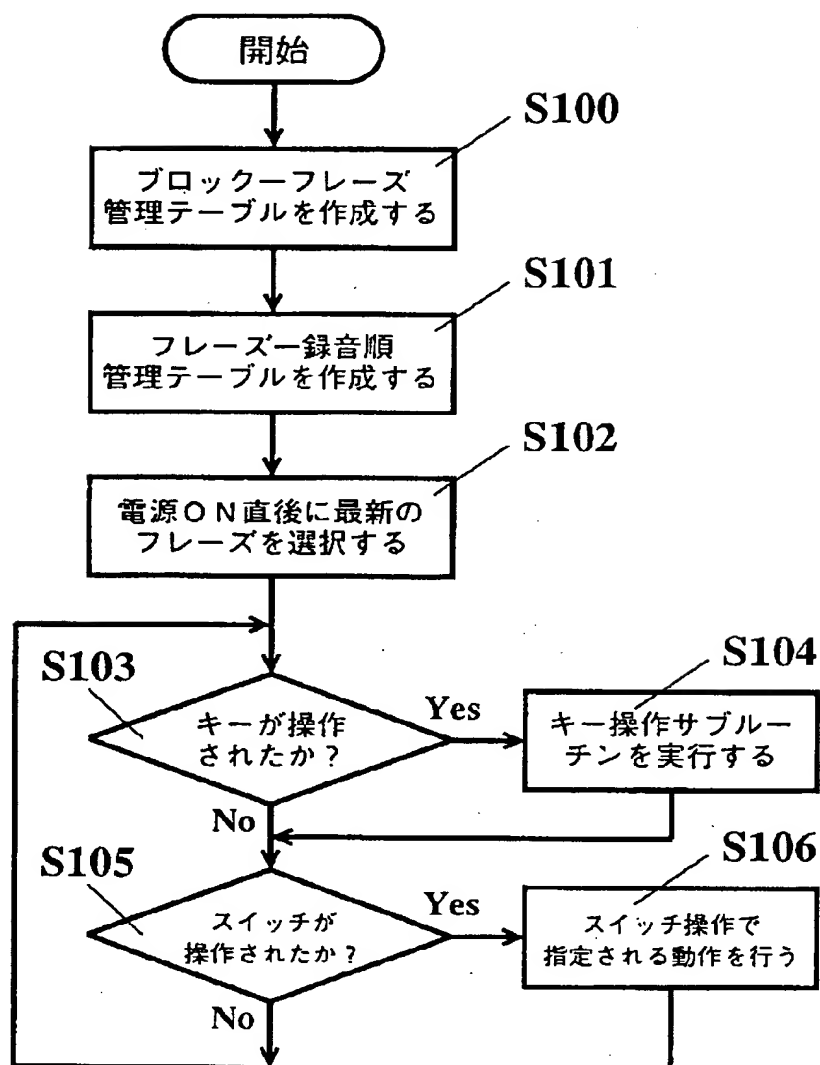 開始
S100
ブロックーフレーズ
管理テーブルを作成する
S101
フレーズー録音順
管理テーブルを作成する
S102
電源ON直後に最新の
フレーズを選択する
S103
キーが操作
されたか？
Yes
No
S104
キー操作サブルー
チンを実行する
S105
スイッチが
操作されたか？
Yes
No
S106
スイッチ操作で
指定される動作を行う